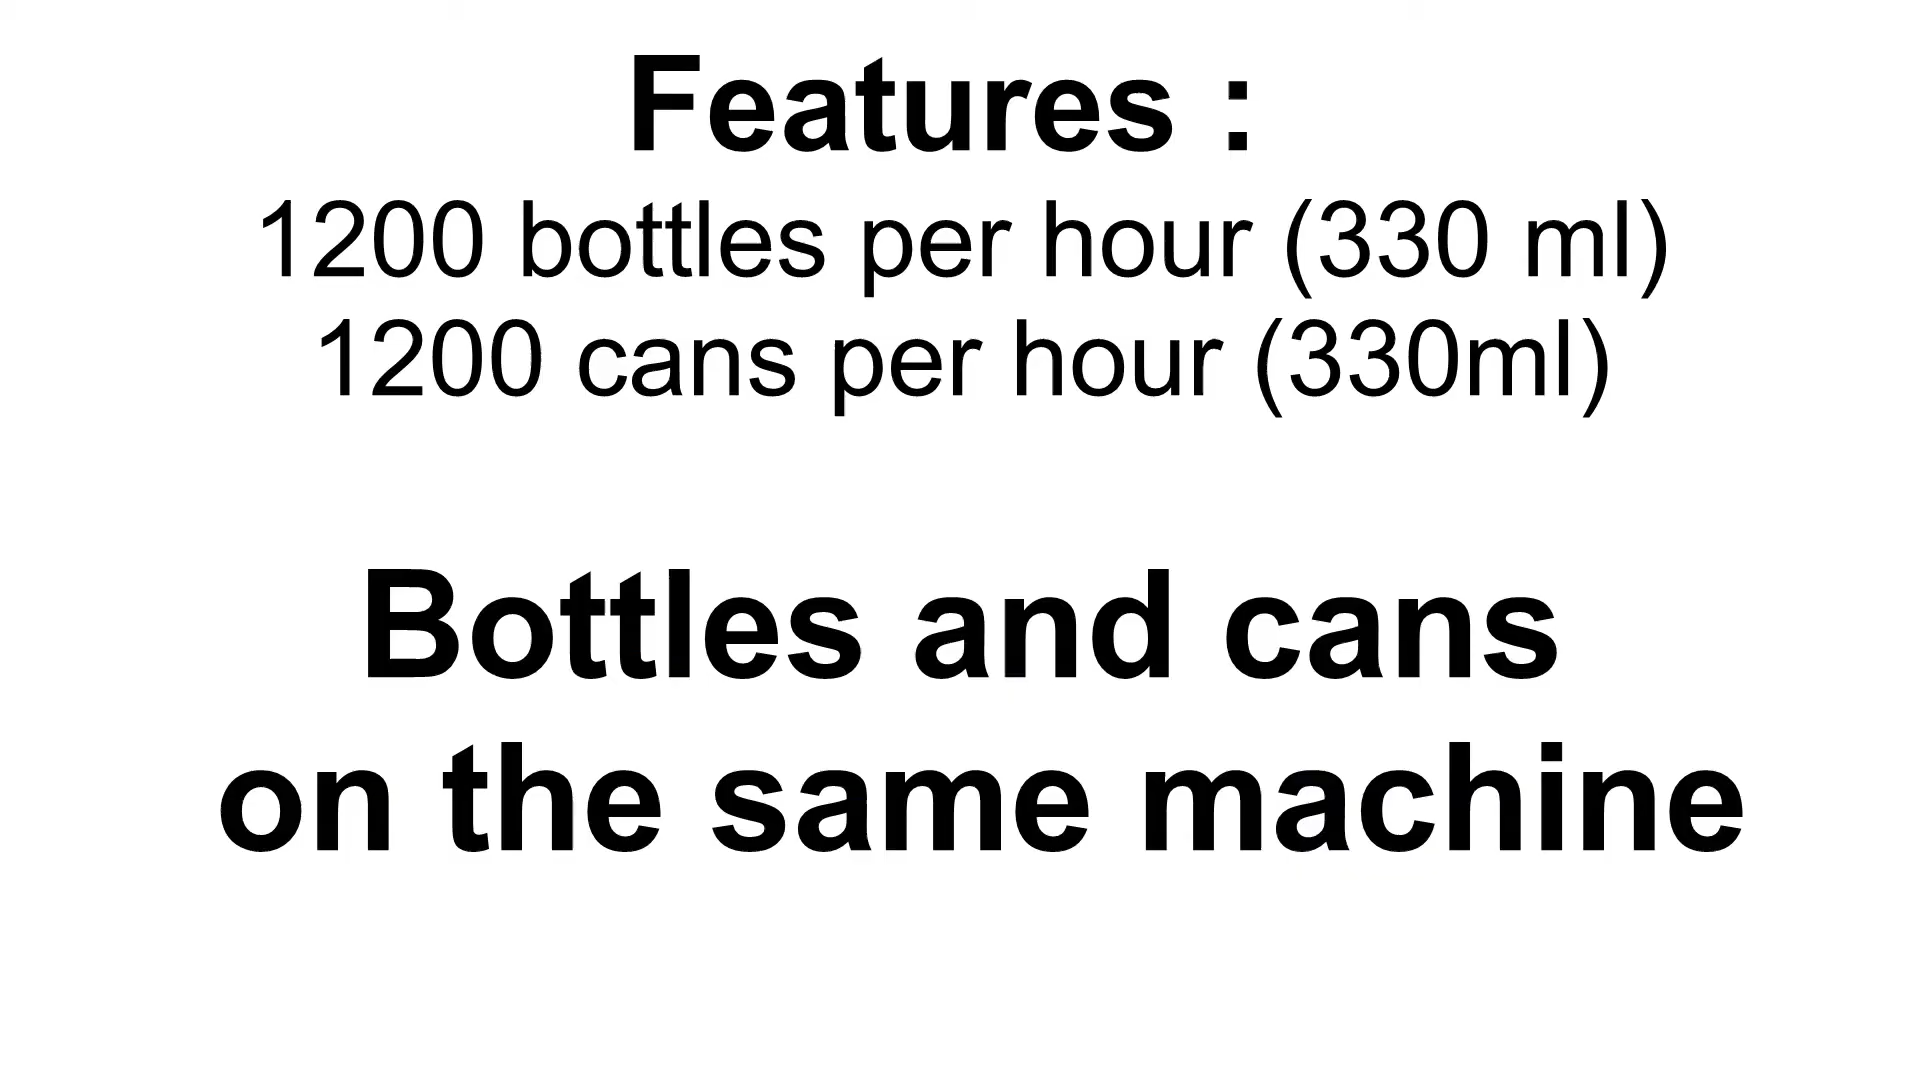 Features :
1200 bottles per hour (330 ml)
1200 cans per hour (330ml)
Bottles and cans
on the same machine